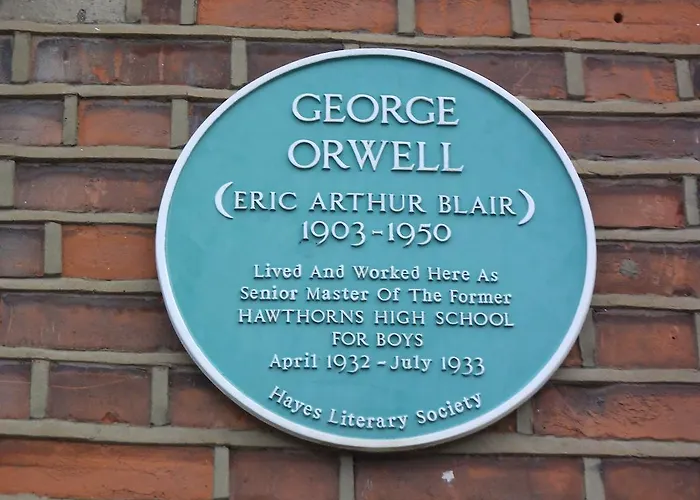 GEORGE
ORWELL
(ERIC ARTHUR BLAIR)
1903-1950
Lived And Worked Here As
Senior Master Of The Former
HAWTHORNS HIGH SCHOOL
FOR BOYS
April 1932-July 1933
Hayes Literary Society